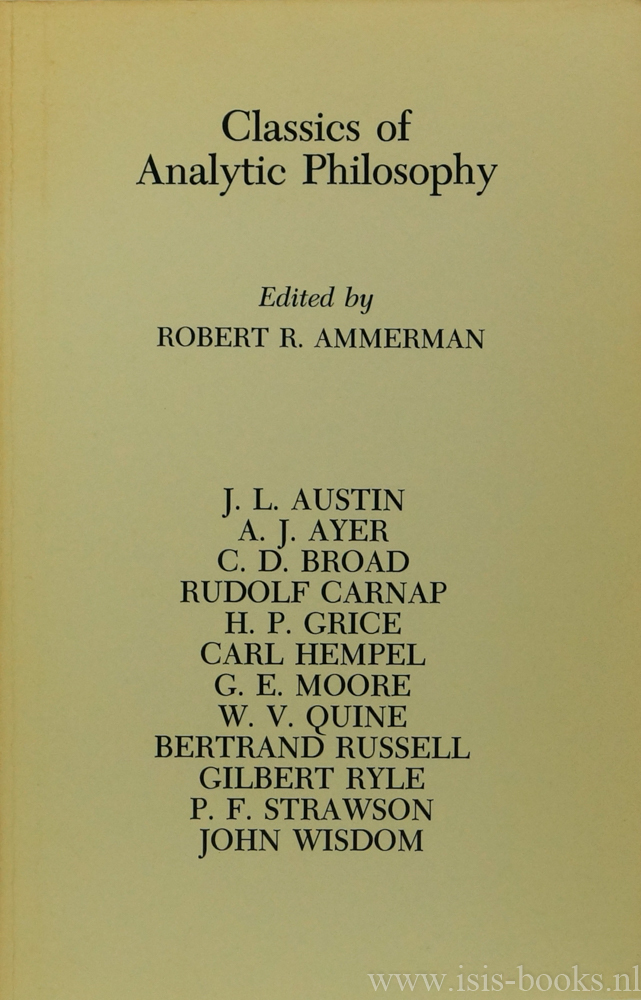 Classics of
Analytic Philosophy
Edited by
ROBERT R. AMMERMAN
J. L. AUSTIN
A. J. AYER
C. D. BROAD
RUDOLF CARNAP
H. P. GRICE
CARL HEMPEL
G. E. MOORE
W. V. QUINE
BERTRAND RUSSELL
GILBERT RYLE
P. F. STRAWSON
JOHN WISDOM
www.isis-books.nl